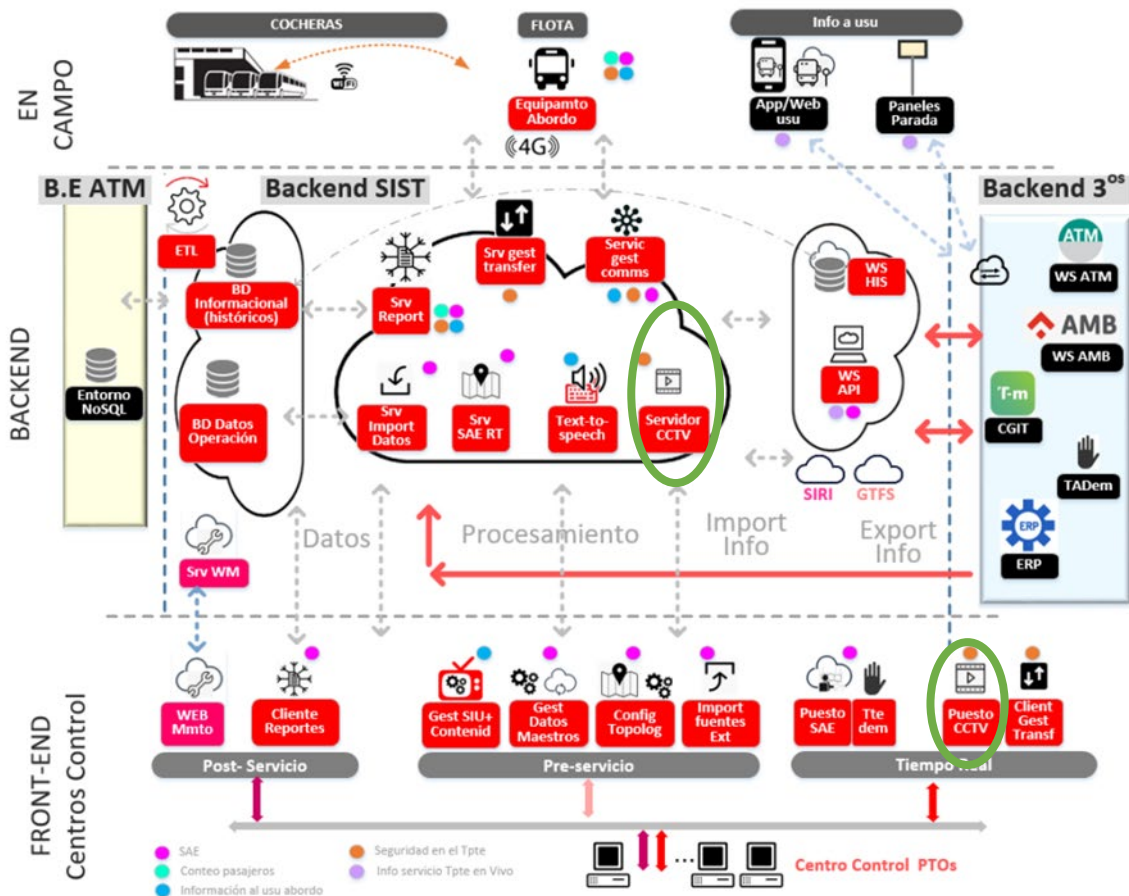 COCHERAS
FLOTA
Info a usu
EN
CAMPO
WiFi
Equipamto
Abordo
4G
App/Web
usu
Paneles
Parada
B.E ATM
Backend SIST
Backend 3os
BACKEND
ETL
BD
Informacional
(históricos)
Srv gest
transfer
Servic
gest
comms
WS
HIS
ATM
WS ATM
Srv
Report
AMB
WS AMB
Entorno
NoSQL
BD Datos
Operación
Srv
Import
Datos
Srv
SAE RT
Text-to-
speech
Servidor
CCTV
WS
API
T-m
CGIT
SIRI
GTFS
TADem
Datos
Procesamiento
Import
Info
Export
Info
ERP
ERP
Srv WM
FRONT-END
Centros Control
WEB
Mmto
Cliente
Reportes
Gest SIU+
Contenid
Gest
Datos
Maestros
Config
Topolog
Import
fuentes
Ext
Puesto
SAE
Tte
dem
Puesto
CCTV
Client
Gest
Transf
Post- Servicio
Pre-servicio
Tiempo Real
SAE
Conteo pasajeros
Información al usu abordo
Seguridad en el Tpte
Info servicio Tpte en Vivo
...
Centro Control PTOs